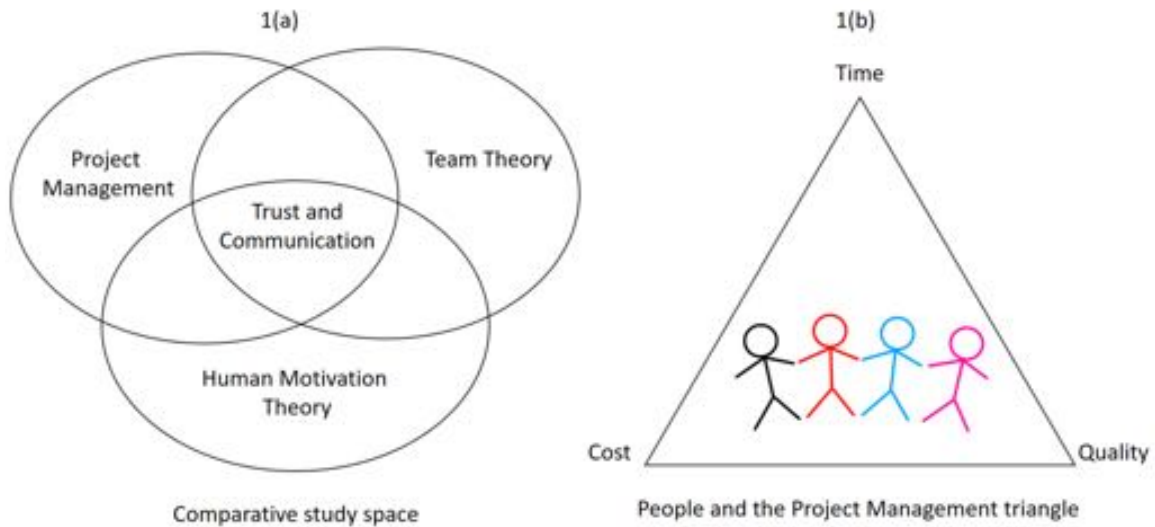 1(a)
Project
Management
Team Theory
Trust and
Communication
Human Motivation
Theory
Comparative study space
1(b)
Time
Cost
Quality
People and the Project Management triangle